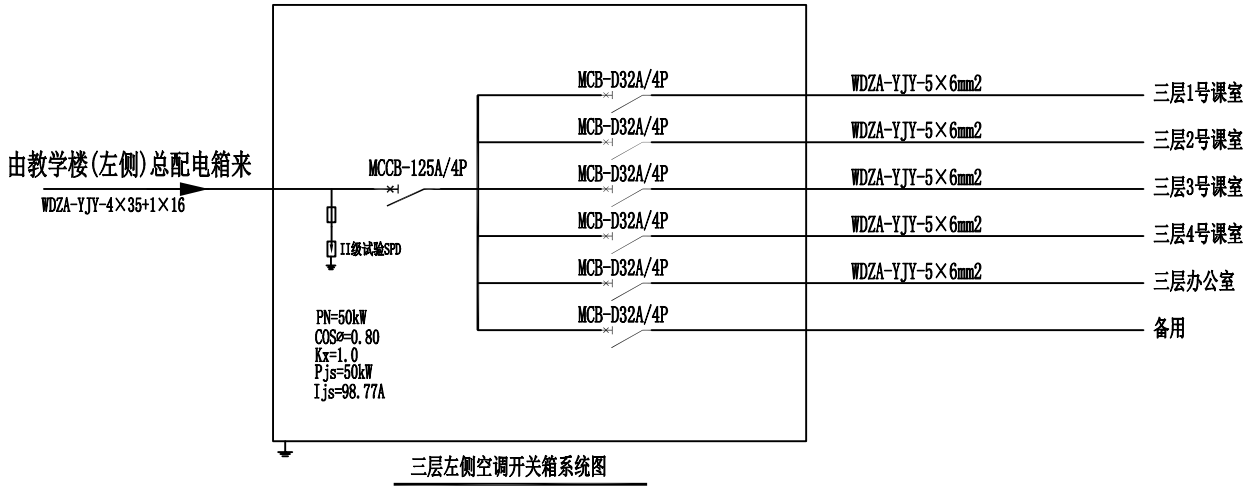 MCB-D32A/4P
WDZA-YJY-5×6mm2
三层1号课室
MCB-D32A/4P
WDZA-YJY-5×6mm2
三层2号课室
由教学楼(左侧)总配电箱来
WDZA-YJY-4×35+1×16
MCCB-125A/4P
MCB-D32A/4P
WDZA-YJY-5×6mm2
三层3号课室
MCB-D32A/4P
WDZA-YJY-5×6mm2
三层4号课室
II级试验SPD
MCB-D32A/4P
WDZA-YJY-5×6mm2
三层办公室
MCB-D32A/4P
备用
PN=50kW
COSø=0.80
Kx=1.0
Pjs=50kW
Ijs=98.77A
三层左侧空调开关箱系统图